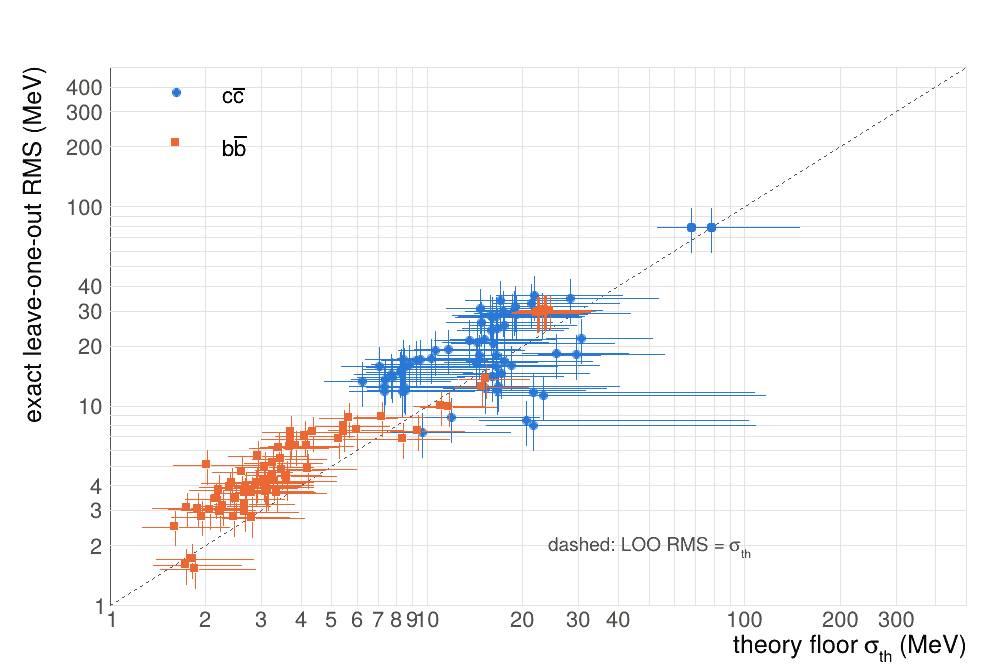 exact leave-one-out RMS (MeV)
400
300
200
100
40
30
20
10
4
3
2
1
cc̅
bb̅
dashed: LOO RMS = σth
1 2 3 4 5 6 7 8 9 10 20 30 40 100 200 300
theory floor σth (MeV)